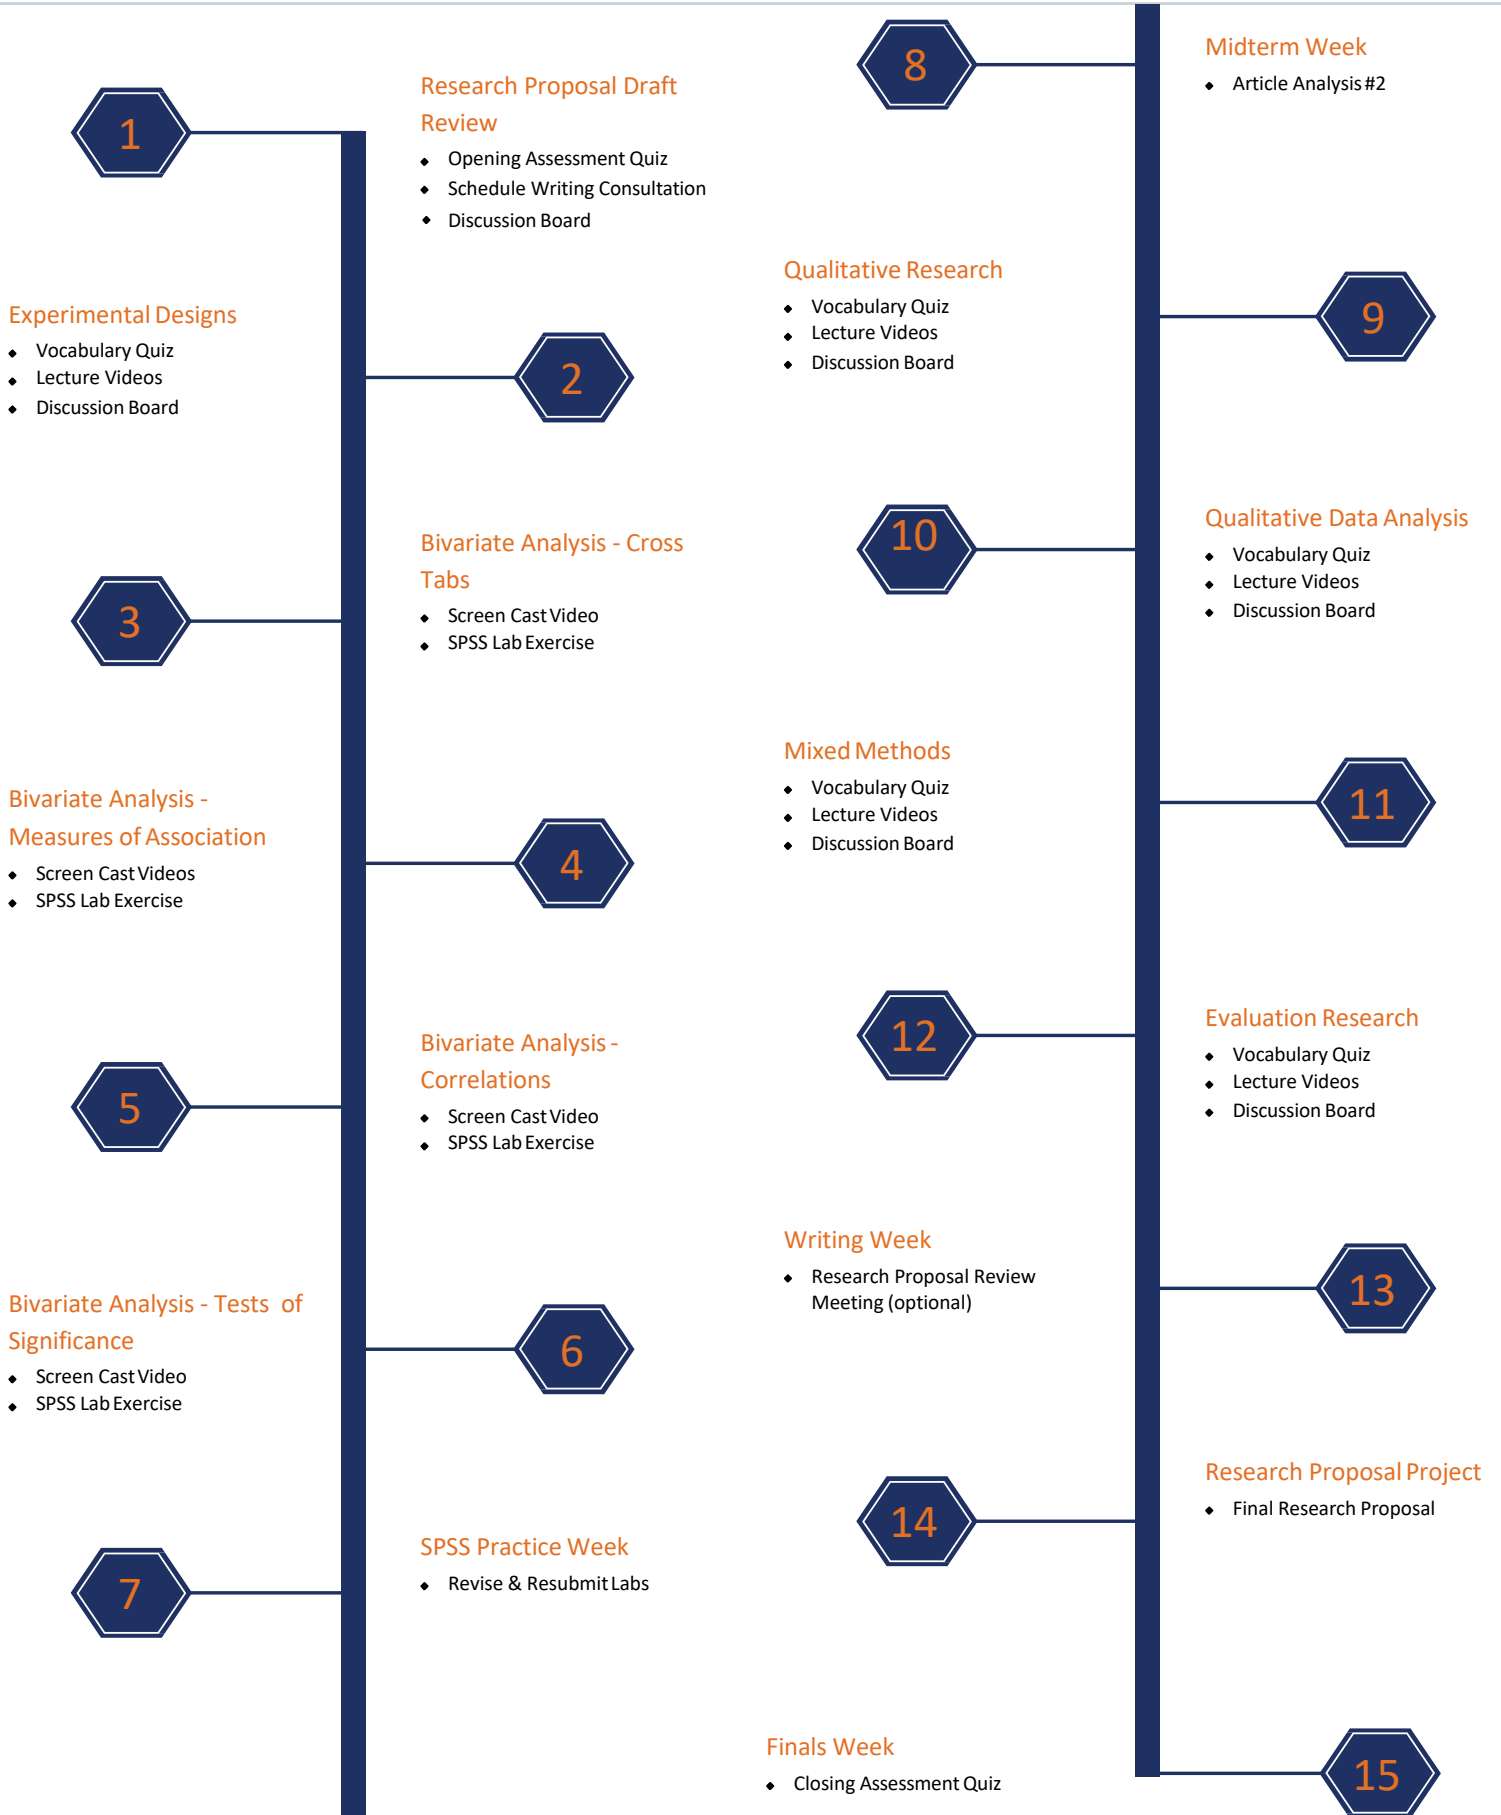 1
Research Proposal Draft
Review
Opening Assessment Quiz
Schedule Writing Consultation
Discussion Board
2
Experimental Designs
Vocabulary Quiz
Lecture Videos
Discussion Board
3
Bivariate Analysis - Cross
Tabs
Screen Cast Video
SPSS Lab Exercise
4
Bivariate Analysis -
Measures of Association
Screen Cast Videos
SPSS Lab Exercise
5
Bivariate Analysis -
Correlations
Screen Cast Video
SPSS Lab Exercise
6
Bivariate Analysis - Tests of
Significance
Screen Cast Video
SPSS Lab Exercise
7
SPSS Practice Week
Revise & Resubmit Labs
8
Midterm Week
Article Analysis #2
9
Qualitative Research
Vocabulary Quiz
Lecture Videos
Discussion Board
10
Qualitative Data Analysis
Vocabulary Quiz
Lecture Videos
Discussion Board
11
Mixed Methods
Vocabulary Quiz
Lecture Videos
Discussion Board
12
Evaluation Research
Vocabulary Quiz
Lecture Videos
Discussion Board
13
Writing Week
Research Proposal Review
Meeting (optional)
14
Research Proposal Project
Final Research Proposal
15
Finals Week
Closing Assessment Quiz